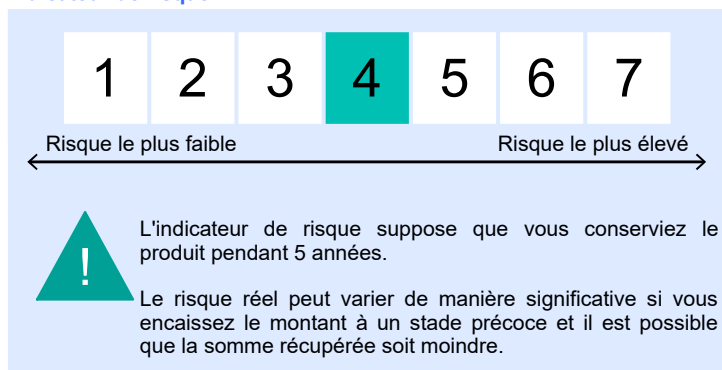 1 2 3 4 5 6 7
Risque le plus faible Risque le plus élevé
!
L'indicateur de risque suppose que vous conserviez le
produit pendant 5 années.
Le risque réel peut varier de manière significative si vous
encaissez le montant à un stade précoce et il est possible
que la somme récupérée soit moindre.